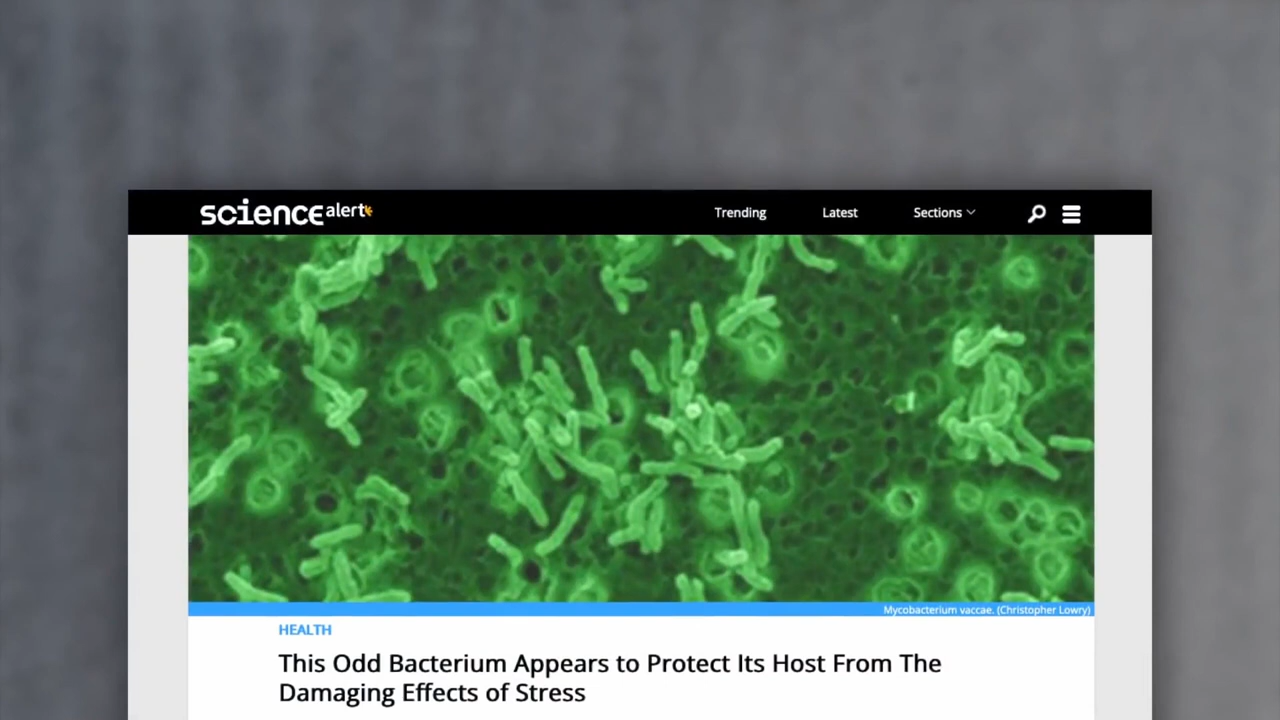 sciencealert
Trending
Latest
Sections
Mycobacterium vaccae. (Christopher Lowry)
HEALTH
This Odd Bacterium Appears to Protect Its Host From The
Damaging Effects of Stress